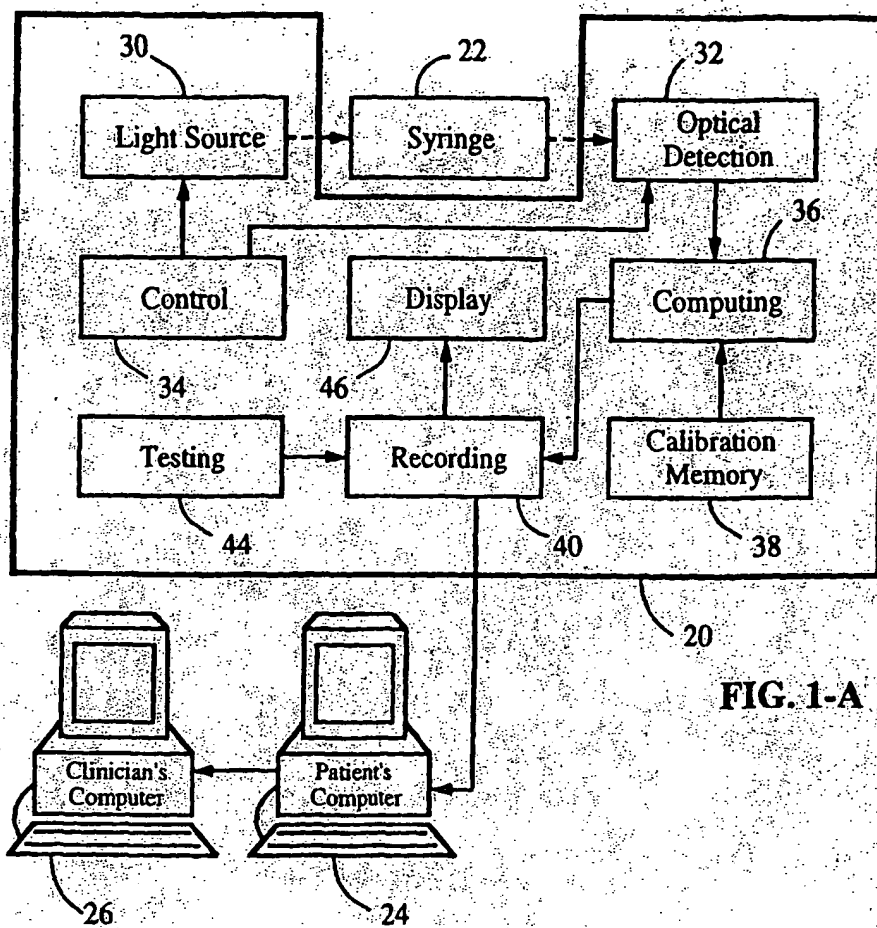 30
22
32
Light Source
Syringe
Optical
Detection
36
Control
Display
Computing
34
46
Testing
Recording
Calibration
Memory
44
40
38
20
FIG. 1-A
Clinician's
Computer
Patient's
Computer
26
24